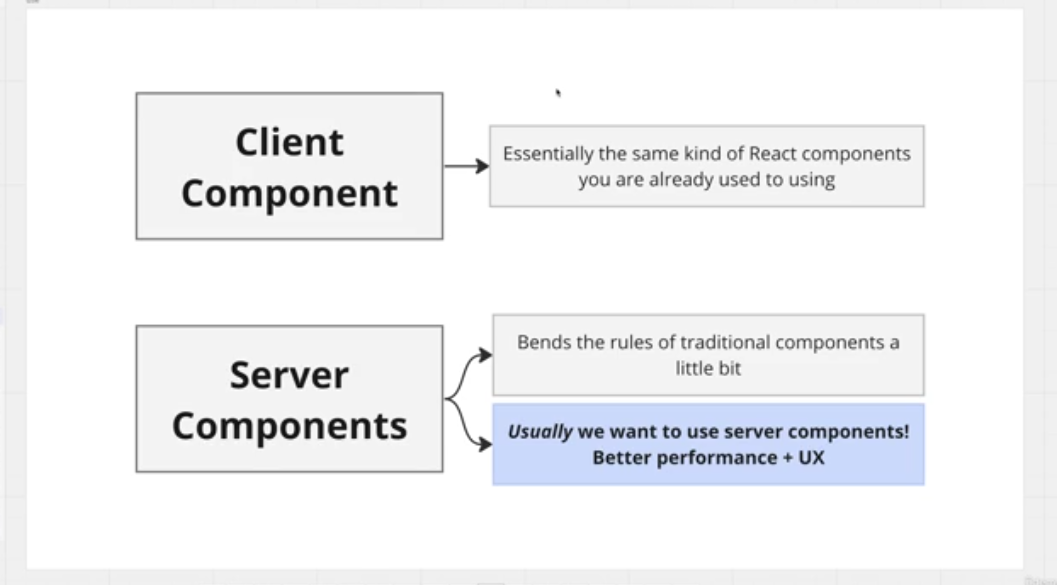 Client
Component
Essentially the same kind of React components
you are already used to using
Server
Components
Bends the rules of traditional components a
little bit
Usually we want to use server components!
Better performance + UX